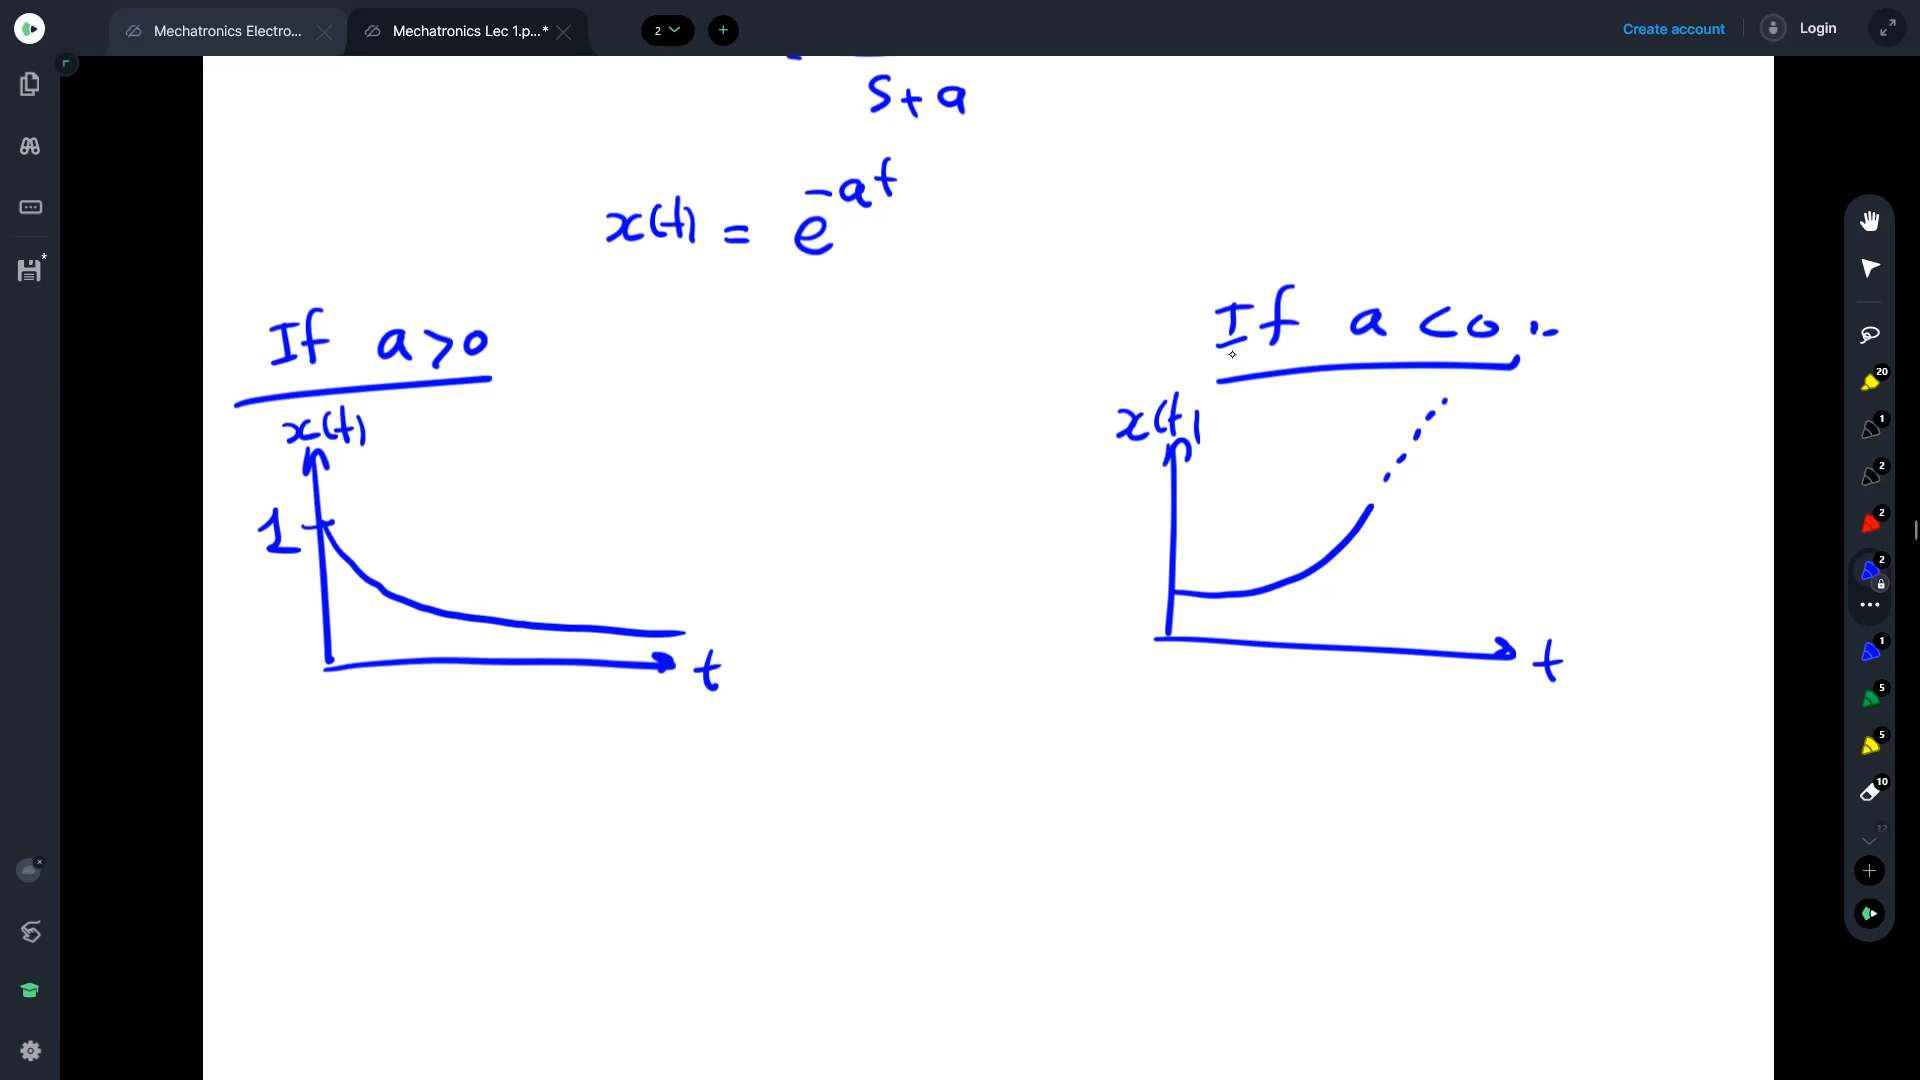 Mechatronics Electro...
Mechatronics Lec 1.p...*
2
Create account
Login
s+a
x(t) = e^-at
If a>0
If a<0 :-
x(t)
x(t)
1
t
t
20
1
2
2
2
1
5
5
10
12